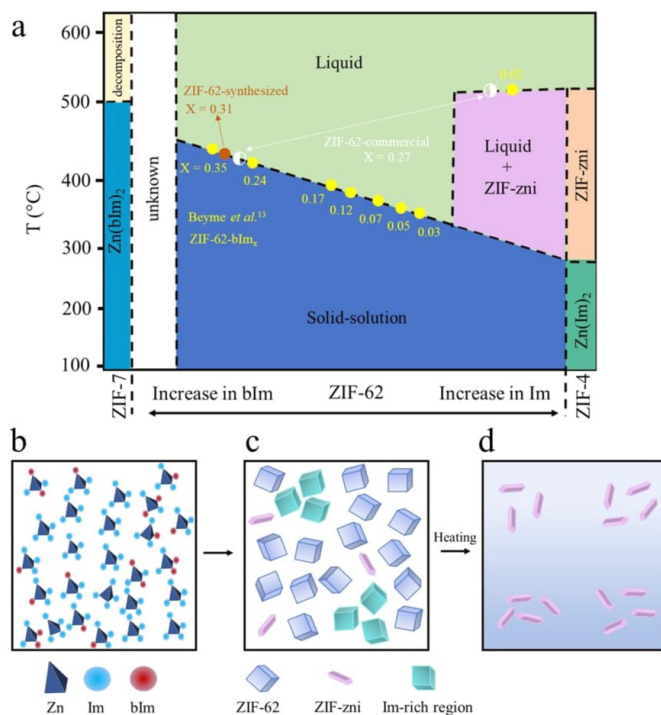 a
600
500
400
300
200
100
T (°C)
decomposition
Zn(bIm)2
unknown
Liquid
ZIF-62-synthesized
X = 0.31
0.02
ZIF-62-commercial
X = 0.27
X = 0.35
0.24
0.17
0.12
0.07
0.05
0.03
Beyme et al.13
ZIF-62-bImx
Liquid
+
ZIF-zni
ZIF-zni
Solid-solution
Zn(Im)2
ZIF-7
Increase in bIm
ZIF-62
Increase in Im
ZIF-4
b
c
d
Heating
Zn
Im
bIm
ZIF-62
ZIF-zni
Im-rich region